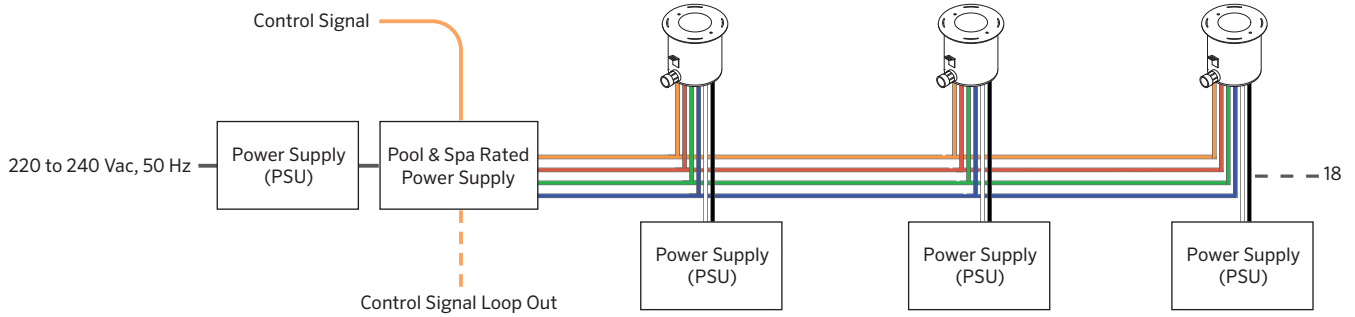 Control Signal
220 to 240 Vac, 50 Hz
Power Supply
(PSU)
Pool & Spa Rated
Power Supply
18
Power Supply
(PSU)
Power Supply
(PSU)
Power Supply
(PSU)
Control Signal Loop Out